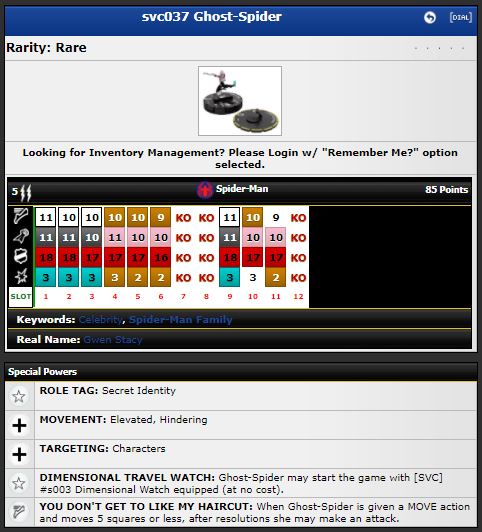 svc037 Ghost-Spider
[DIAL]
Rarity: Rare
Looking for Inventory Management? Please Login w/ "Remember Me?" option
selected.
5 Spider-Man 85 Points
11 10 10 10 10 9 KO KO 11 10 9 KO
11 11 11 10 10 10 KO KO 11 10 10 KO
18 18 17 17 17 16 KO KO 18 17 17 KO
3 3 3 3 2 2 KO KO 3 3 2 KO
SLOT 1 2 3 4 5 6 7 8 9 10 11 12
Keywords: Celebrity, Spider-Man Family
Real Name: Gwen Stacy
Special Powers
ROLE TAG: Secret Identity
MOVEMENT: Elevated, Hindering
TARGETING: Characters
DIMENSIONAL TRAVEL WATCH: Ghost-Spider may start the game with [SVC]
#s003 Dimensional Watch equipped (at no cost).
YOU DON'T GET TO LIKE MY HAIRCUT: When Ghost-Spider is given a MOVE action
and moves 5 squares or less, after resolutions she may make an attack.